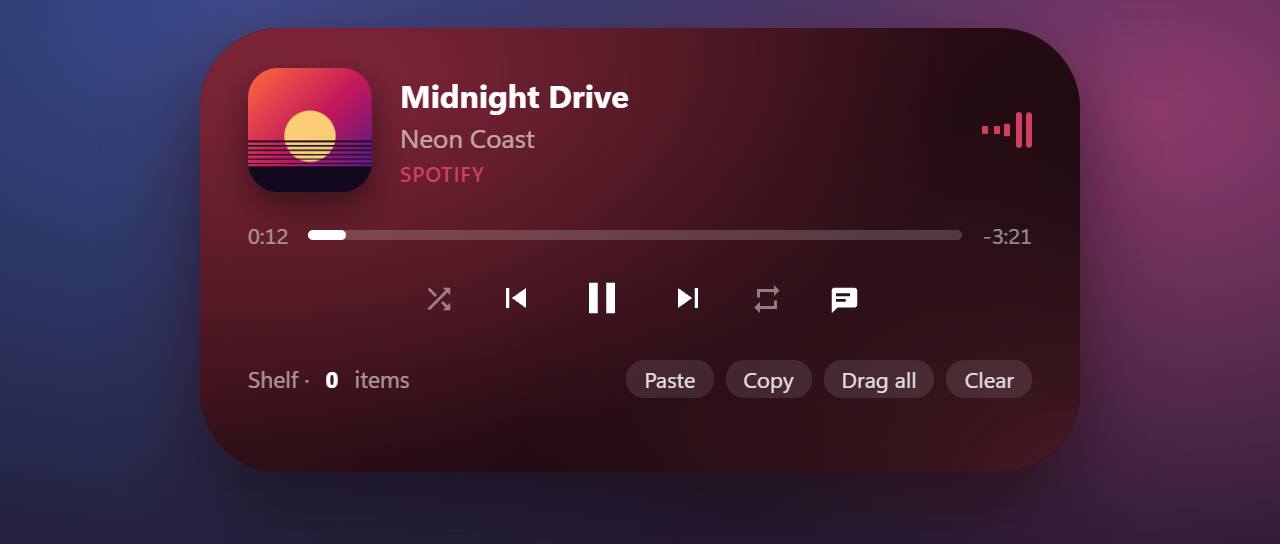 Midnight Drive
Neon Coast
SPOTIFY
0:12 -3:21
Shelf · 0 items Paste Copy Drag all Clear